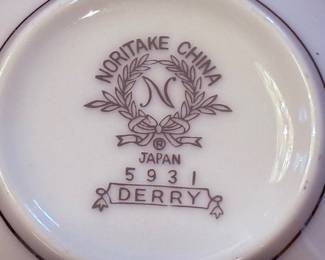 NORITAKE CHINA
N
®
JAPAN
5931
DERRY